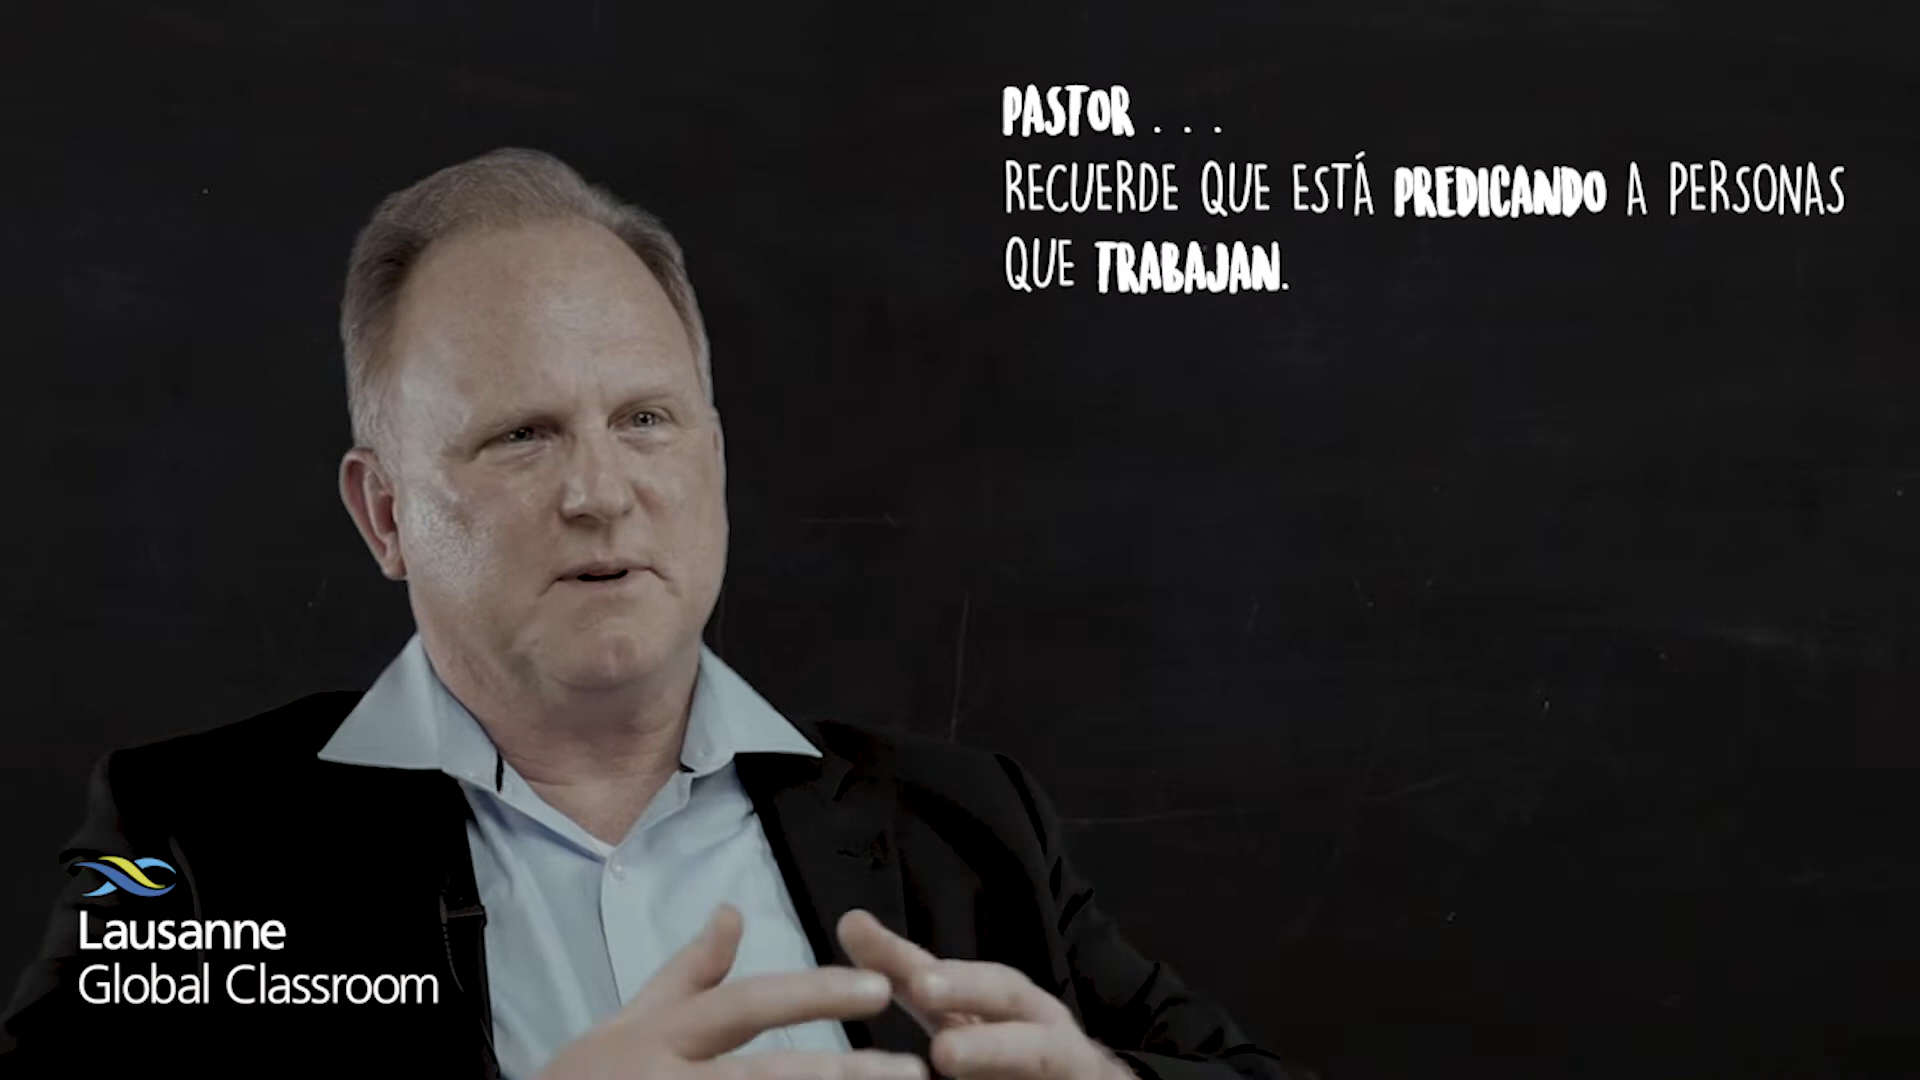 PASTOR . . .
RECUERDE QUE ESTÁ PREDICANDO A PERSONAS
QUE TRABAJAN.
Lausanne
Global Classroom